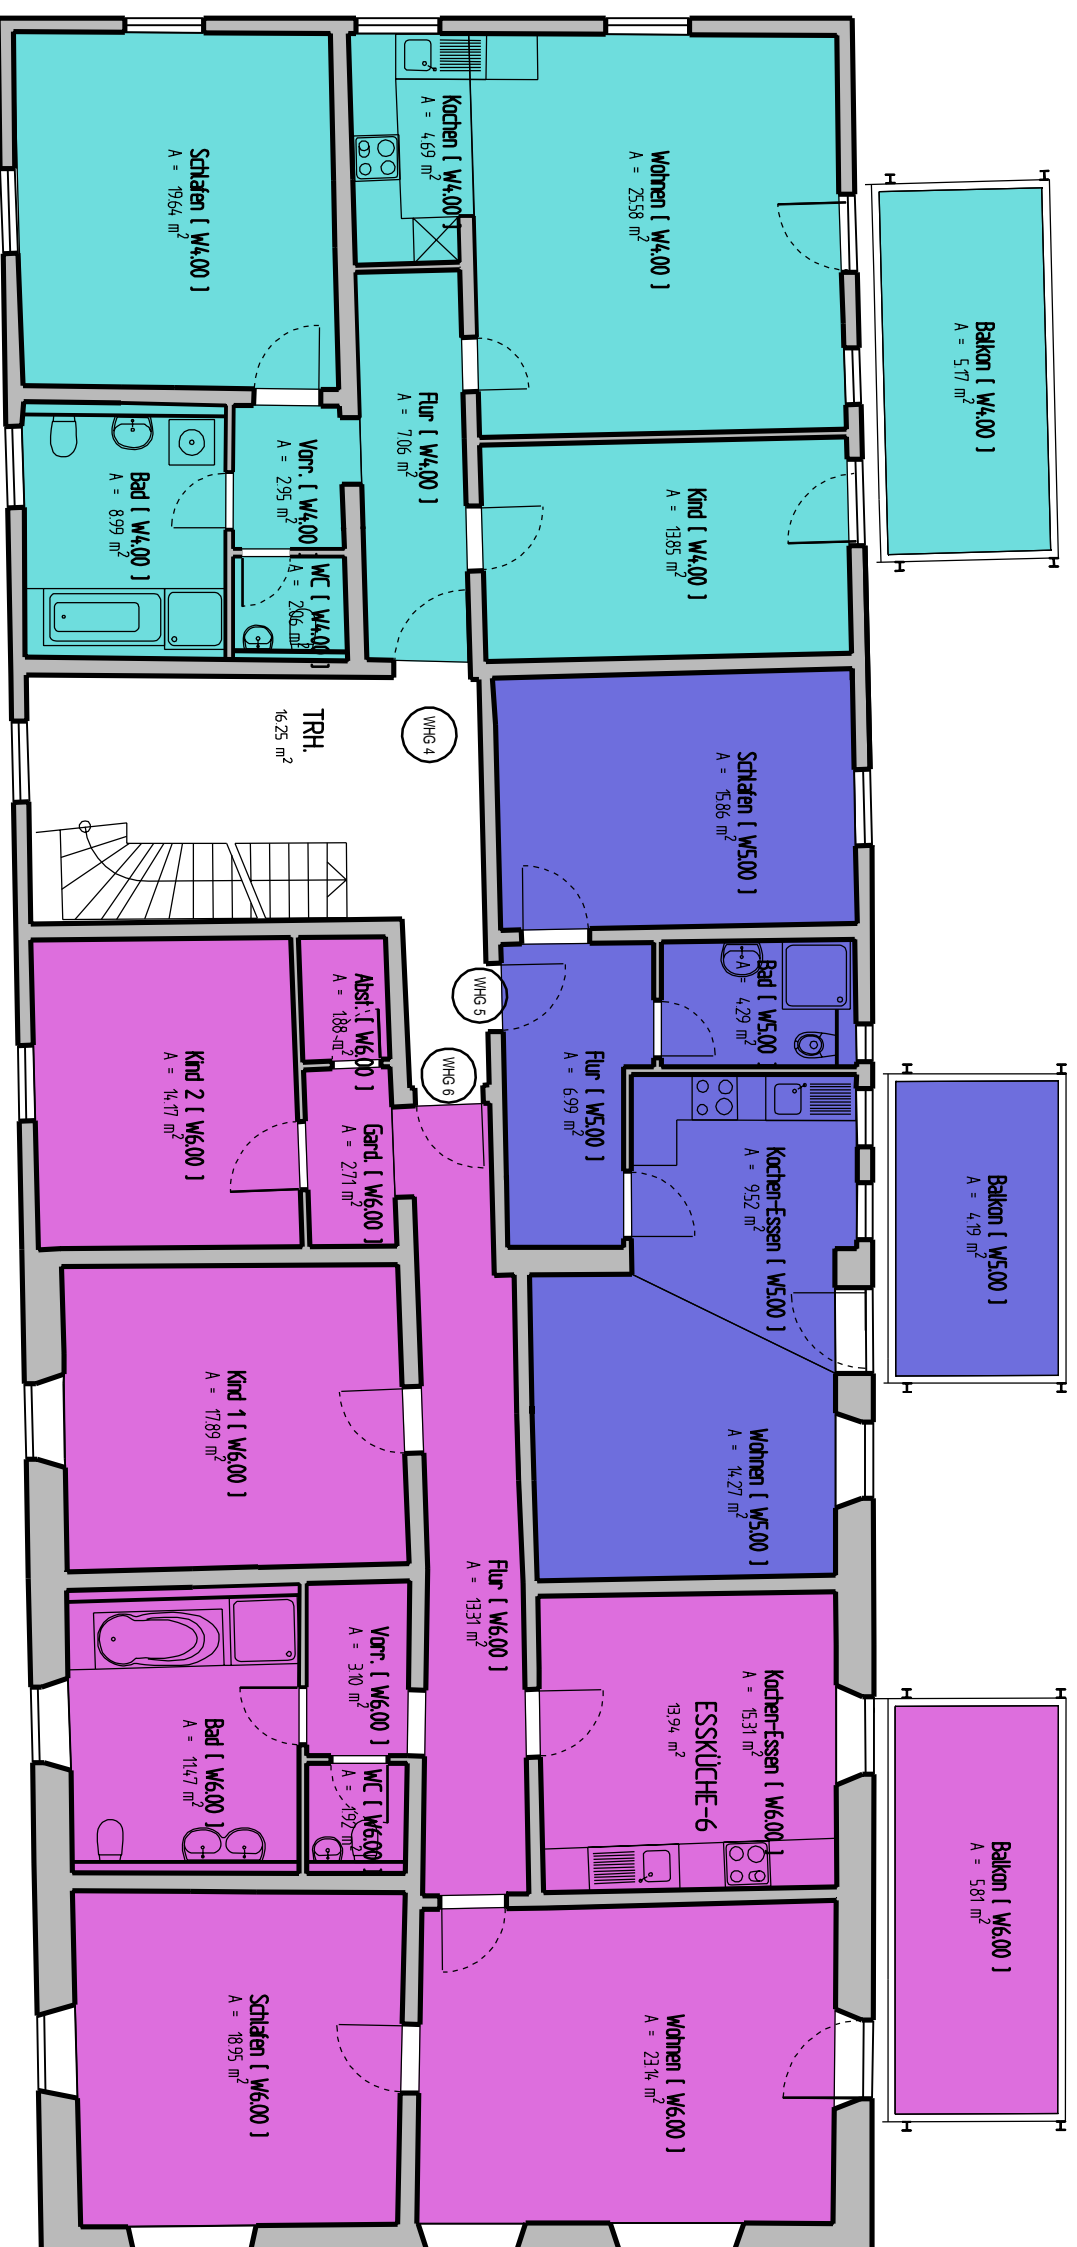 Schlafen [ W4.00 ]
A = 19.64 m²
Kochen [ W4.00 ]
A = 4.69 m²
Wohnen [ W4.00 ]
A = 25.58 m²
Balkon [ W4.00 ]
A = 5.17 m²
Flur [ W4.00 ]
A = 7.06 m²
Vorr. [ W4.00 ]
A = 2.95 m²
Bad [ W4.00 ]
A = 8.99 m²
WC [ W4.00 ]
A = 2.06 m²
Kind [ W4.00 ]
A = 13.85 m²
TRH.
16.25 m²
WHG 4
Schlafen [ W5.00 ]
A = 15.86 m²
WHG 5
WHG 6
Bad [ W5.00 ]
A = 4.29 m²
Flur [ W5.00 ]
A = 6.99 m²
Kochen-Essen [ W5.00 ]
A = 9.52 m²
Balkon [ W5.00 ]
A = 4.19 m²
Wohnen [ W5.00 ]
A = 14.27 m²
Abst. [ W6.00 ]
A = 1.88 m²
Kind 2 [ W6.00 ]
A = 14.17 m²
Gard. [ W6.00 ]
A = 2.71 m²
Kind 1 [ W6.00 ]
A = 17.89 m²
Flur [ W6.00 ]
A = 13.31 m²
Vorr. [ W6.00 ]
A = 3.10 m²
Bad [ W6.00 ]
A = 11.47 m²
WC [ W6.00 ]
A = 1.92 m²
Kochen-Essen [ W6.00 ]
A = 15.31 m²
ESSKÜCHE-6
13,94 m²
Balkon [ W6.00 ]
A = 5.81 m²
Schlafen [ W6.00 ]
A = 18.95 m²
Wohnen [ W6.00 ]
A = 23.14 m²